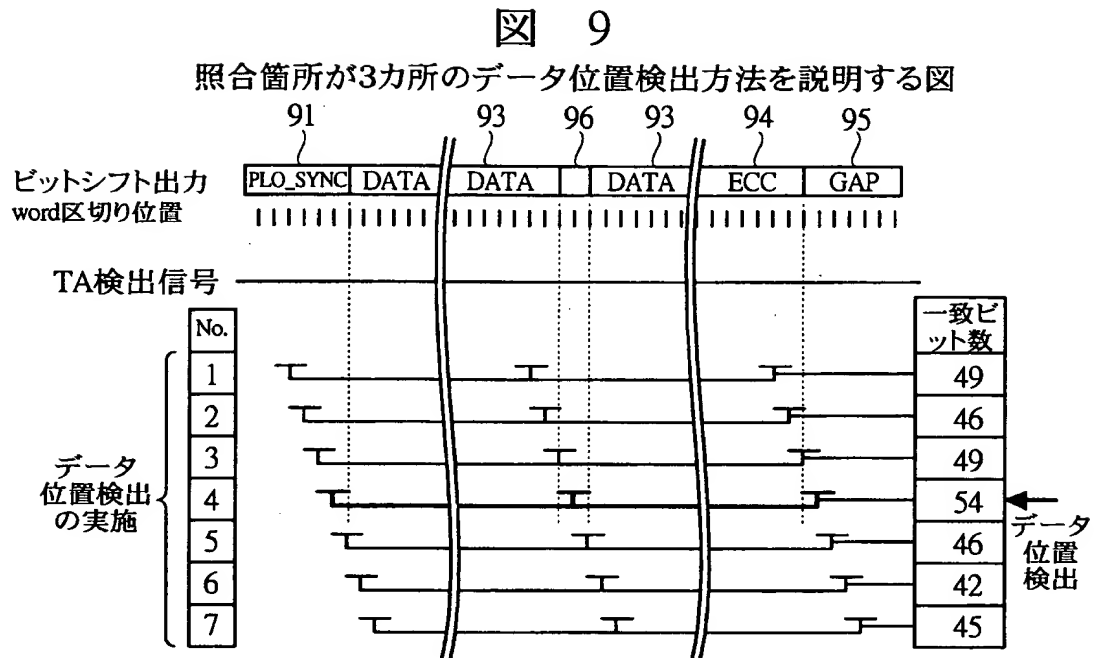 図 9
照合箇所が3カ所のデータ位置検出方法を説明する図
91 93 96 93 94 95
ビットシフト出力 PLO_SYNC DATA DATA DATA ECC GAP
word区切り位置
TA検出信号
No. 一致ビット数
1 49
2 46
3 49
4 54
5 46
6 42
7 45
データ
位置検出
の実施
データ
位置
検出